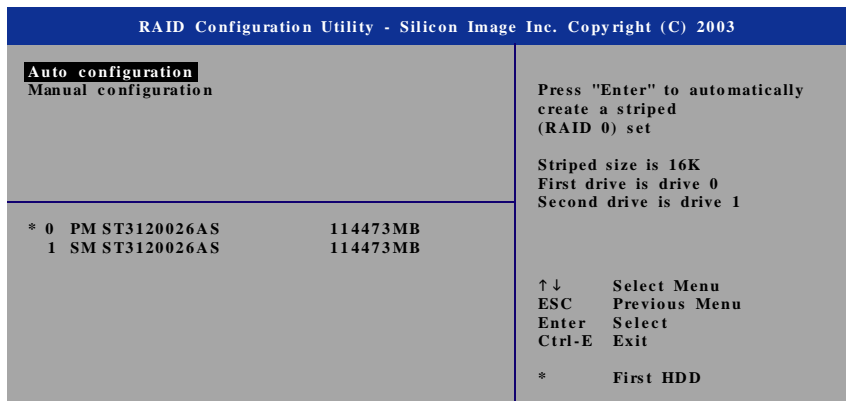 RAID Configuration Utility - Silicon Image Inc. Copyright (C) 2003
Auto configuration
Manual configuration
* 0 PM ST3120026AS 114473MB
1 SM ST3120026AS 114473MB
Press "Enter" to automatically
create a striped
(RAID 0) set
Striped size is 16K
First drive is drive 0
Second drive is drive 1
↑↓ Select Menu
ESC Previous Menu
Enter Select
Ctrl-E Exit
* First HDD